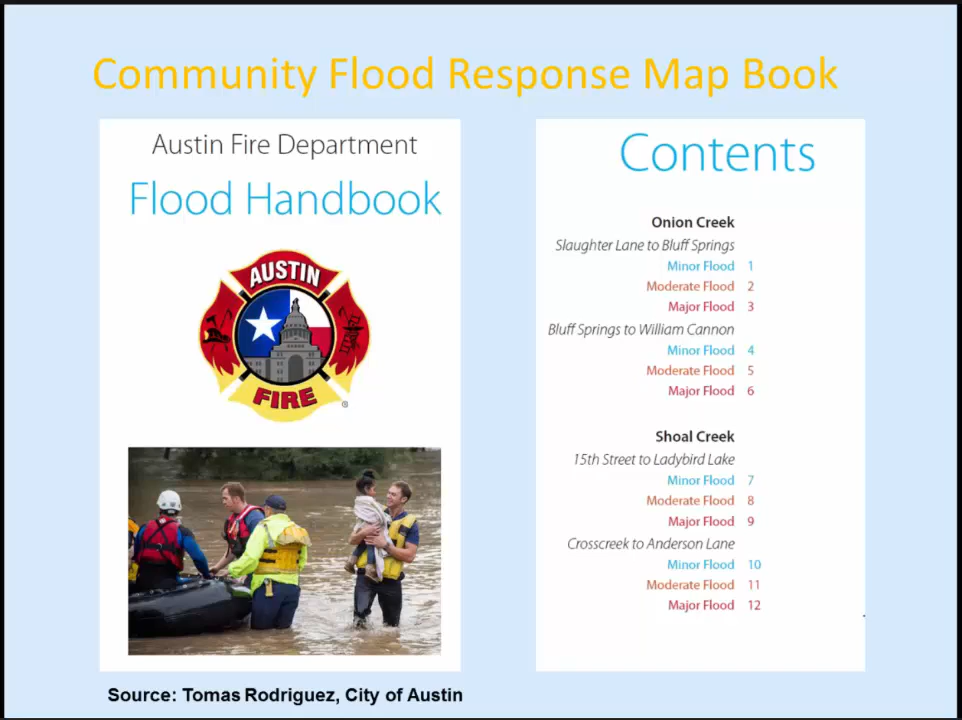 Community Flood Response Map Book
Austin Fire Department
Flood Handbook
AUSTIN
FIRE
®
Contents
Onion Creek
Slaughter Lane to Bluff Springs
Minor Flood 1
Moderate Flood 2
Major Flood 3
Bluff Springs to William Cannon
Minor Flood 4
Moderate Flood 5
Major Flood 6
Shoal Creek
15th Street to Ladybird Lake
Minor Flood 7
Moderate Flood 8
Major Flood 9
Crosscreek to Anderson Lane
Minor Flood 10
Moderate Flood 11
Major Flood 12
Source: Tomas Rodriguez, City of Austin